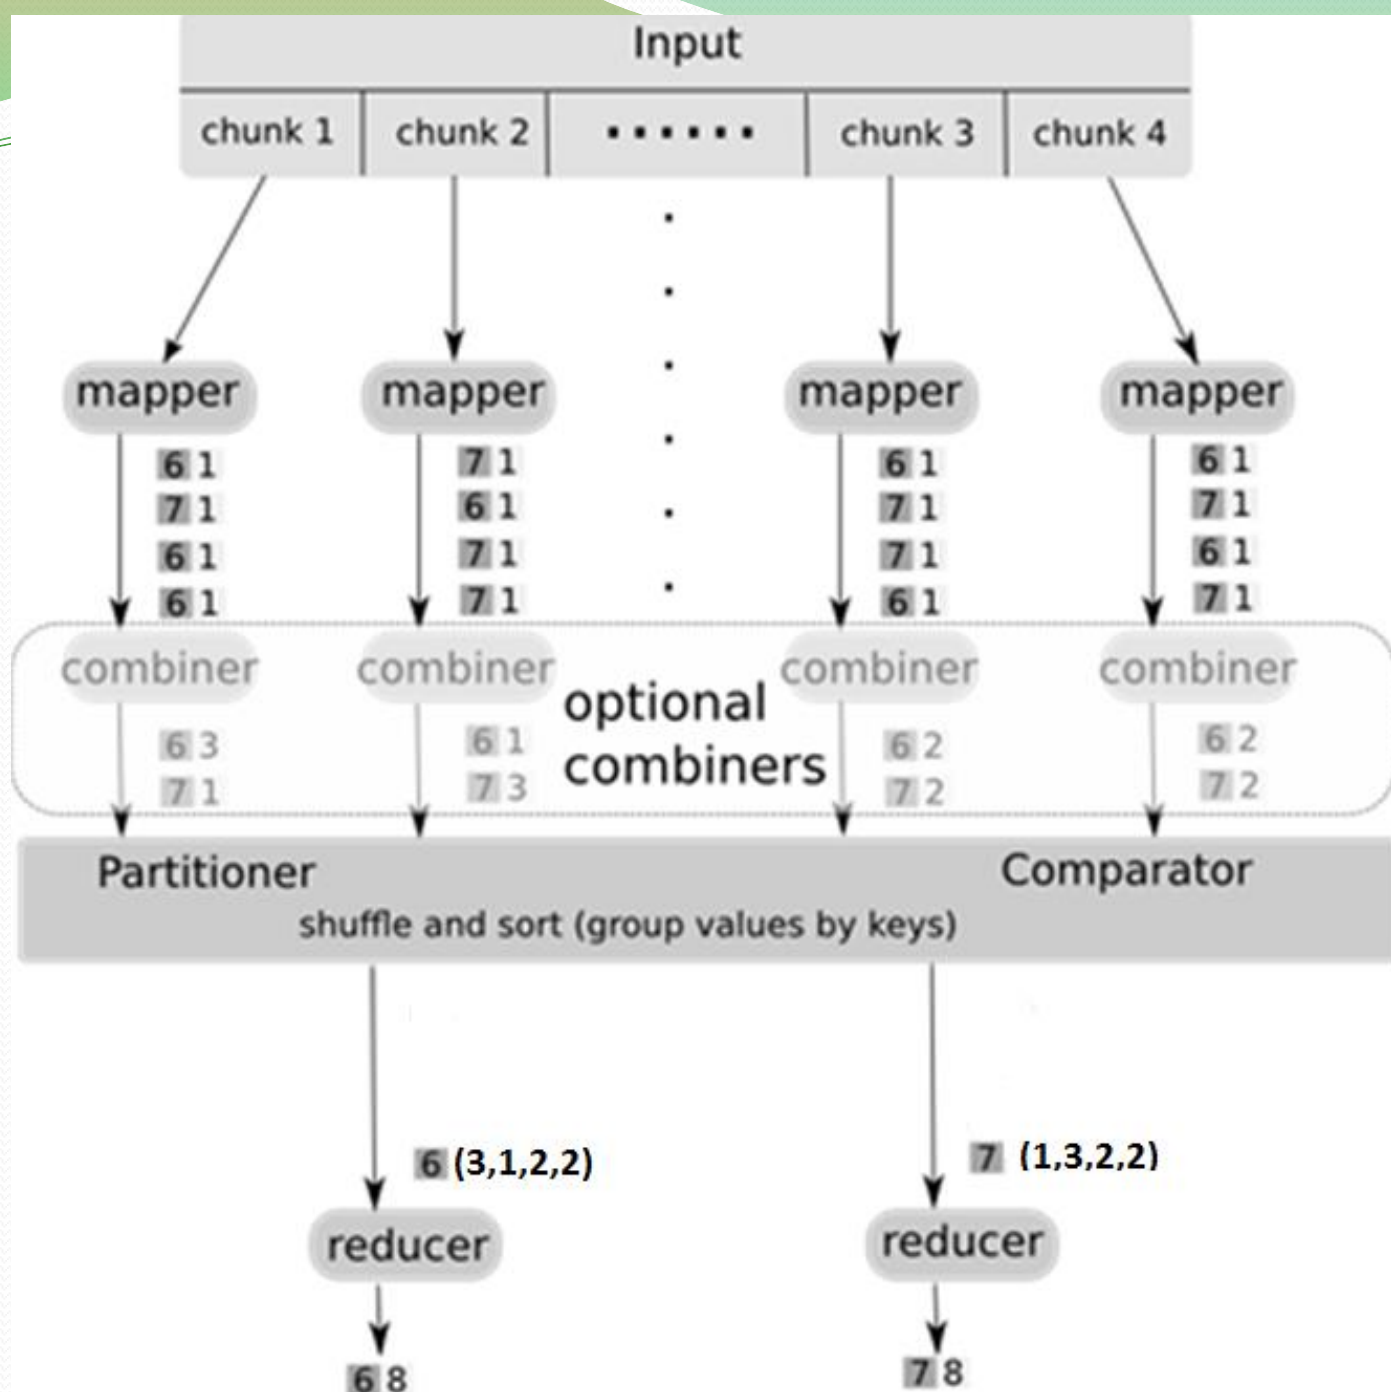 Input
chunk 1 chunk 2 ...... chunk 3 chunk 4
mapper mapper mapper mapper
6 1 7 1 6 1 6 1
7 1 6 1 7 1 7 1
6 1 7 1 7 1 6 1
6 1 7 1 6 1 7 1
combiner combiner combiner combiner
optional
combiners
6 3 6 1 6 2 6 2
7 1 7 3 7 2 7 2
Partitioner Comparator
shuffle and sort (group values by keys)
6 (3,1,2,2) 7 (1,3,2,2)
reducer reducer
6 8 7 8